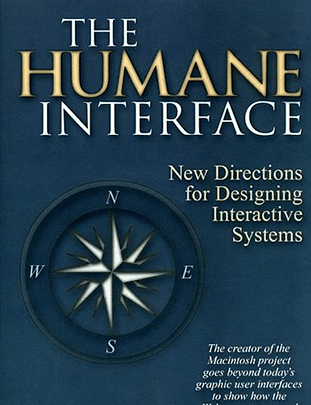 THE
HUMANE
INTERFACE
New Directions
for Designing
Interactive
Systems
N
W
E
S
The creator of the
Macintosh project
goes beyond today's
graphic user interfaces
to show how the